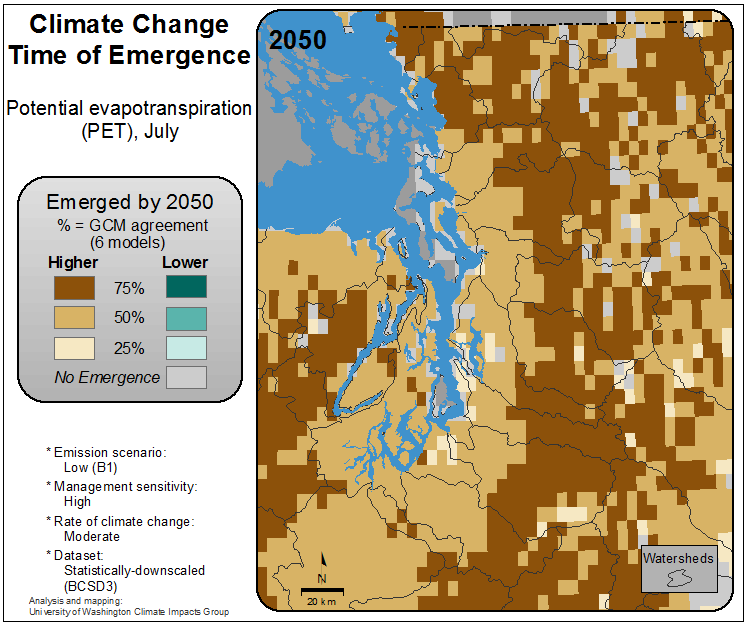 Climate Change
Time of Emergence
Potential evapotranspiration
(PET), July
Emerged by 2050
% = GCM agreement
(6 models)
Higher Lower
75%
50%
25%
No Emergence
* Emission scenario:
Low (B1)
* Management sensitivity:
High
* Rate of climate change:
Moderate
* Dataset:
Statistically-downscaled
(BCSD3)
Analysis and mapping:
University of Washington Climate Impacts Group
2050
N
20 km
Watersheds